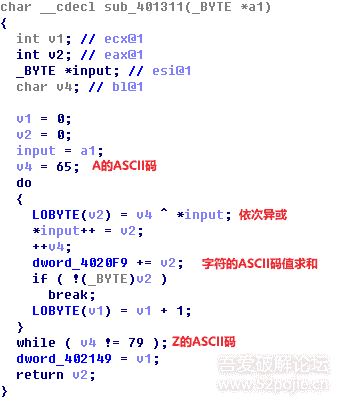 char __cdecl sub_401311(_BYTE *a1)
{
int v1; // ecx@1
int v2; // eax@1
_BYTE *input; // esi@1
char v4; // bl@1
v1 = 0;
v2 = 0;
input = a1;
v4 = 65; A的ASCII码
do
{
LOBYTE(v2) = v4 ^ *input; 依次异或
*input++ = v2;
++v4;
dword_4020F9 += v2; 字符的ASCII码值求和
if ( !(_BYTE)v2 )
break;
LOBYTE(v1) = v1 + 1;
}
while ( v4 != 79 ); Z的ASCII码
dword_402149 = v1;
return v2;
}
吾爱破解论坛
www.52pojie.cn